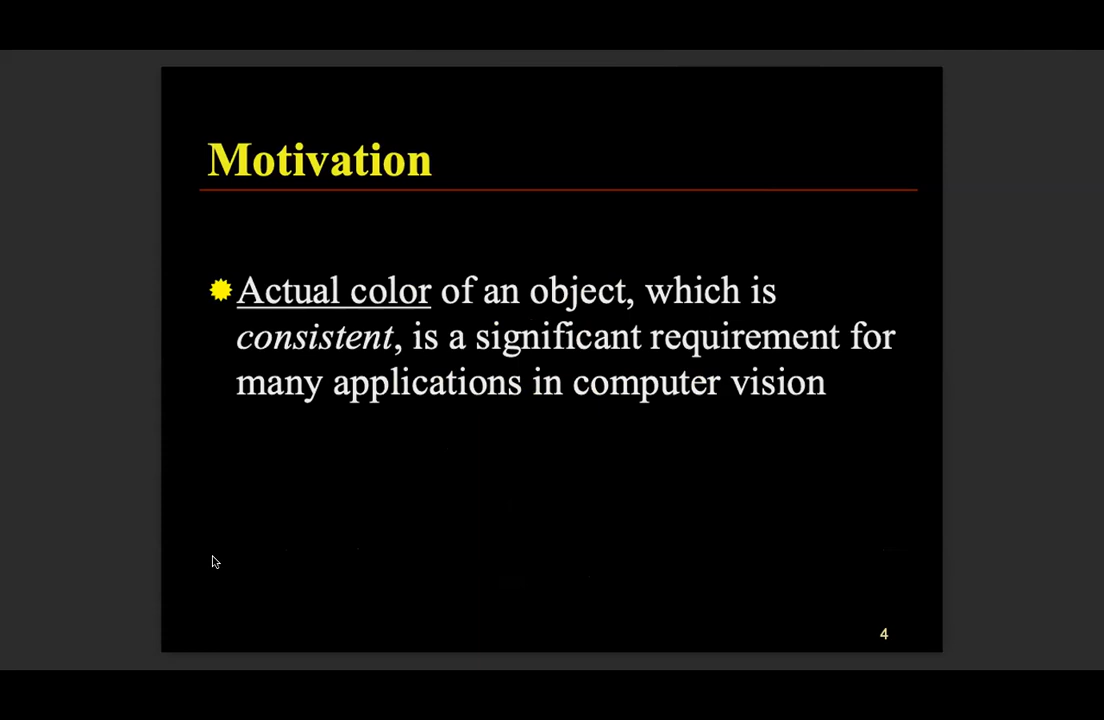 Motivation
Actual color of an object, which is
consistent, is a significant requirement for
many applications in computer vision
4